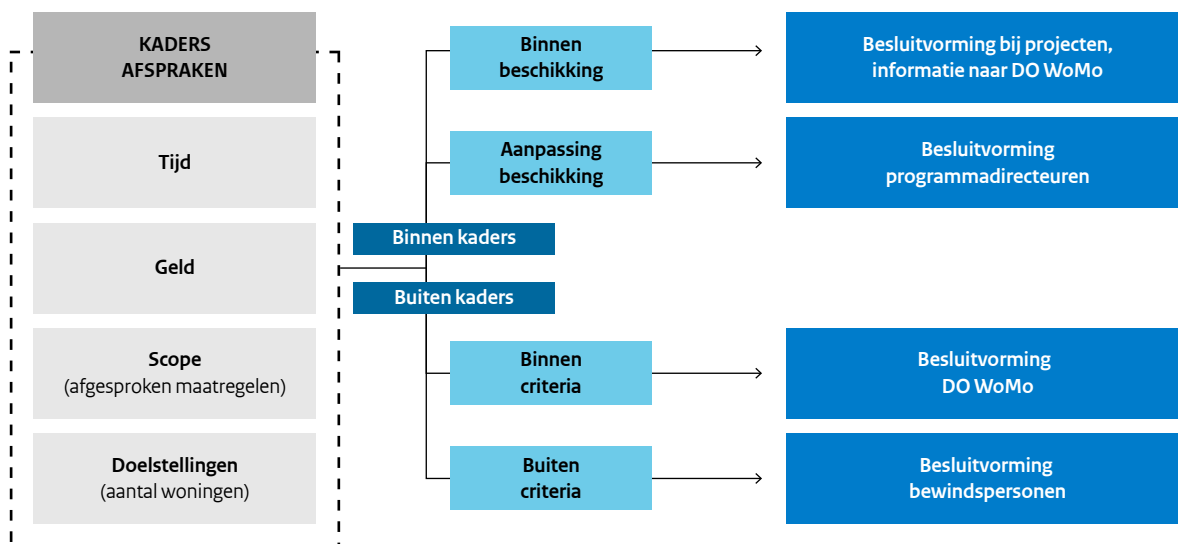 KADERS
AFSPRAKEN
Tijd
Geld
Scope
(afgesproken maatregelen)
Doelstellingen
(aantal woningen)
Binnen kaders
Buiten kaders
Binnen
beschikking
Besluitvorming bij projecten,
informatie naar DO WoMo
Aanpassing
beschikking
Besluitvorming
programmadirecteuren
Binnen
criteria
Besluitvorming
DO WoMo
Buiten
criteria
Besluitvorming
bewindspersonen